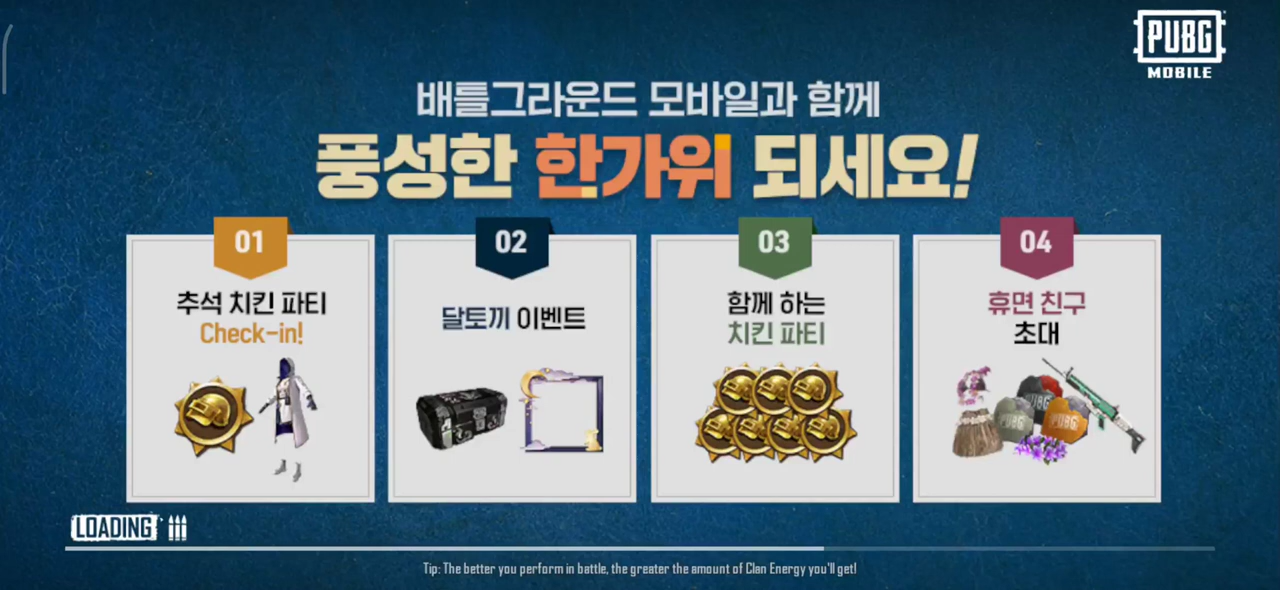 PUBG
MOBILE
배틀그라운드 모바일과 함께
풍성한 한가위 되세요!
01
추석 치킨 파티
Check-in!
02
달토끼 이벤트
03
함께 하는
치킨 파티
04
휴면 친구
초대
PUBG
PUBG
LOADING
Tip: The better you perform in battle, the greater the amount of Clan Energy you'll get!